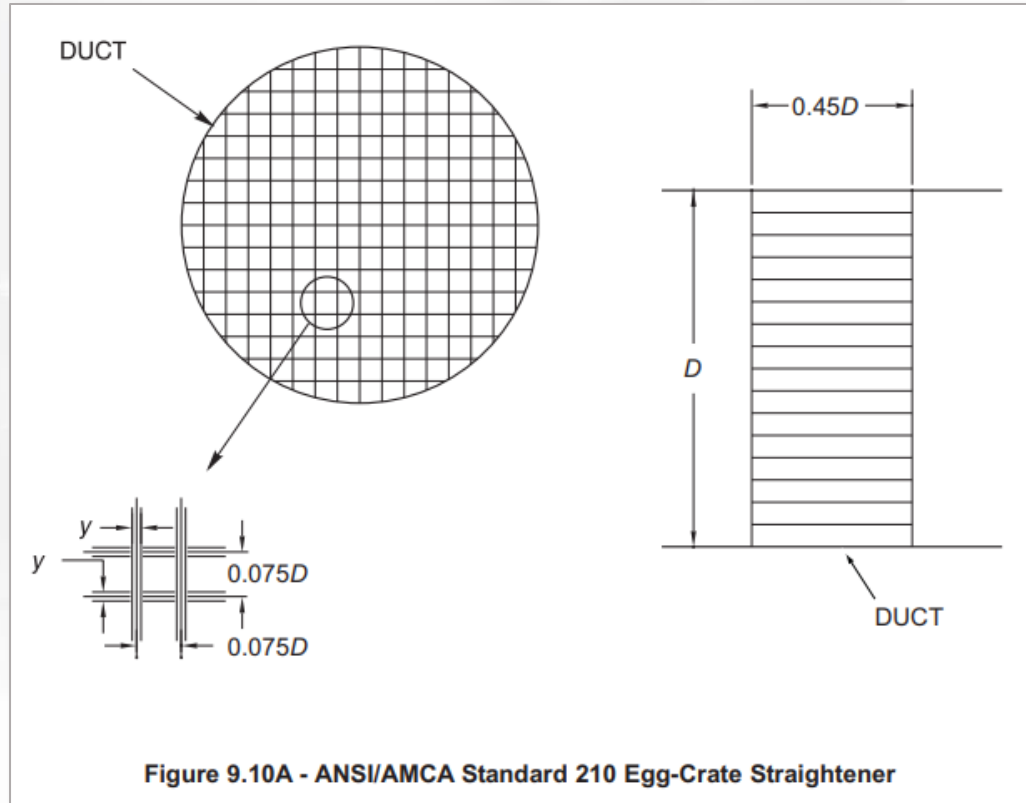 DUCT
0.45D
D
y
y
0.075D
0.075D
DUCT
Figure 9.10A - ANSI/AMCA Standard 210 Egg-Crate Straightener